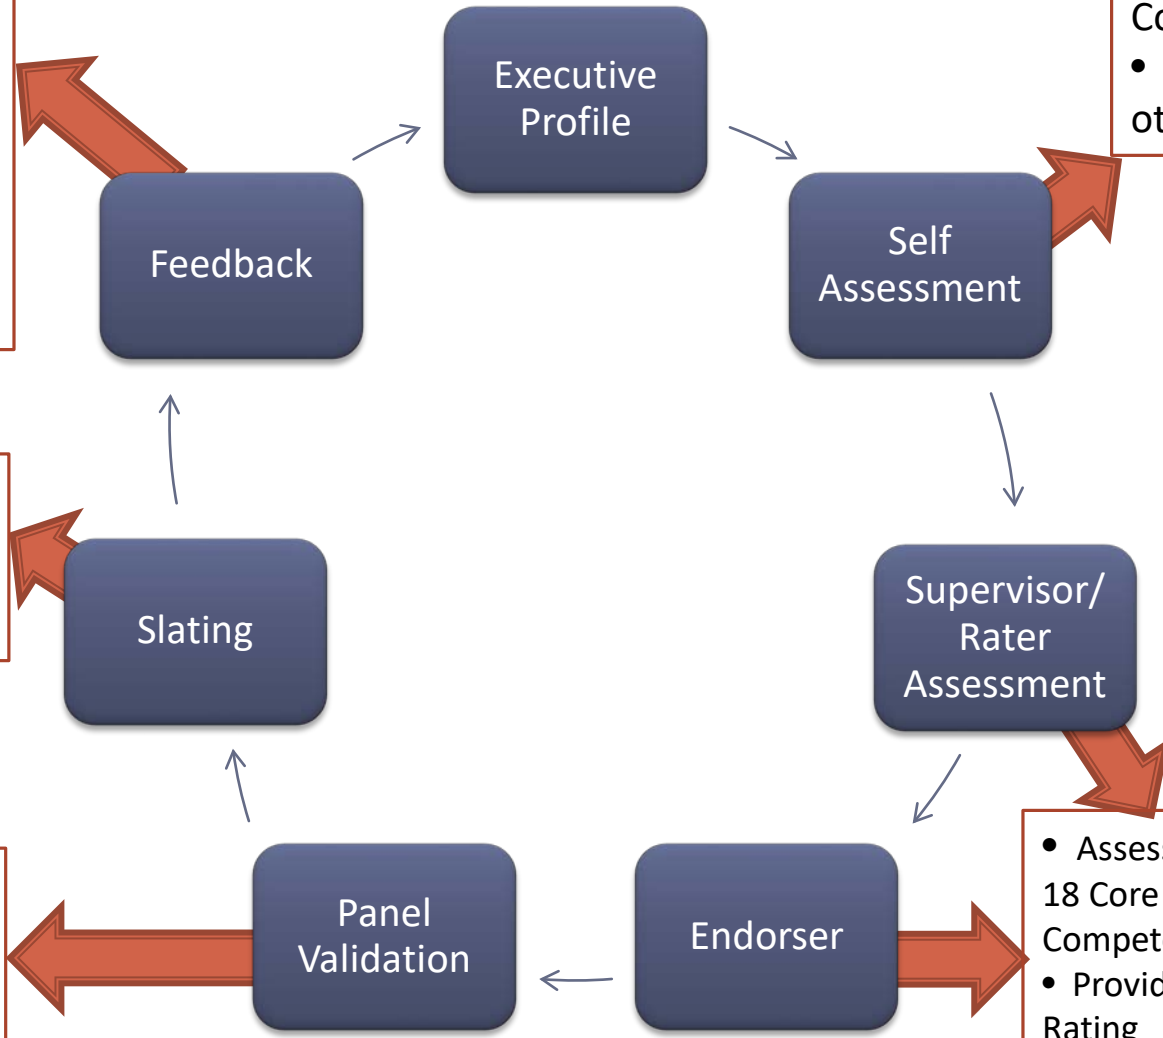 Executive
Profile
Self
Assessment
Supervisor/
Rater
Assessment
Endorser
Panel
Validation
Slating
Feedback
•
• 
18 Core
• 
Rating